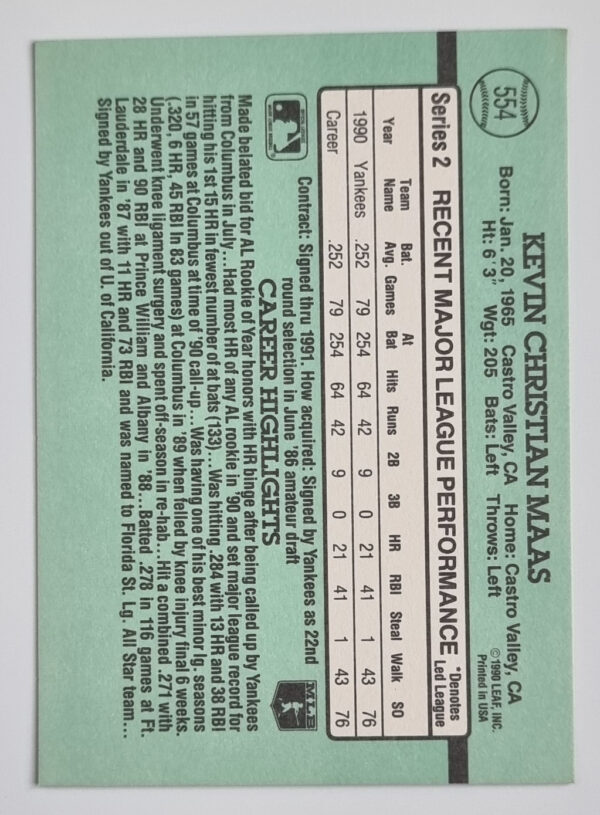 554
KEVIN CHRISTIAN MAAS
Born: Jan. 20, 1965 Castro Valley, CA Home: Castro Valley, CA
Ht: 6' 3" Wgt: 205 Bats: Left Throws: Left
©1990 LEAF, INC.
Printed in USA
Series 2 RECENT MAJOR LEAGUE PERFORMANCE *Denotes Led League
Year Team Name Bat. Avg. Games At Bat Hits Runs 2B 3B HR RBI Steal Walk SO
1990 Yankees .252 79 254 64 42 9 0 21 41 1 43 76
Career .252 79 254 64 42 9 0 21 41 1 43 76
Contract: Signed thru 1991. How acquired: Signed by Yankees as 22nd
round selection in June '86 amateur draft
MLB
CAREER HIGHLIGHTS
Made belated bid for AL Rookie of Year honors with HR binge after being called up by Yankees
from Columbus in July...Had most HR of any AL rookie in '90 and set major league record for
hitting his 1st 15 HR in fewest number of at bats (133)...Was hitting .284 with 13 HR and 38 RBI
in 57 games at Columbus at time of '90 call-up...Was having one of his best minor lg. seasons
(.320, 6 HR, 45 RBI in 83 games) at Columbus in '89 when felled by knee injury final 6 weeks.
Underwent knee ligament surgery and spent off-season in re-hab...Hit a combined .271 with
28 HR and 90 RBI at Prince William and Albany in '88...Batted .278 in 116 games at Ft.
Lauderdale in '87 with 11 HR and 73 RBI and was named to Florida St. Lg. All Star team...
Signed by Yankees out of U. of California.